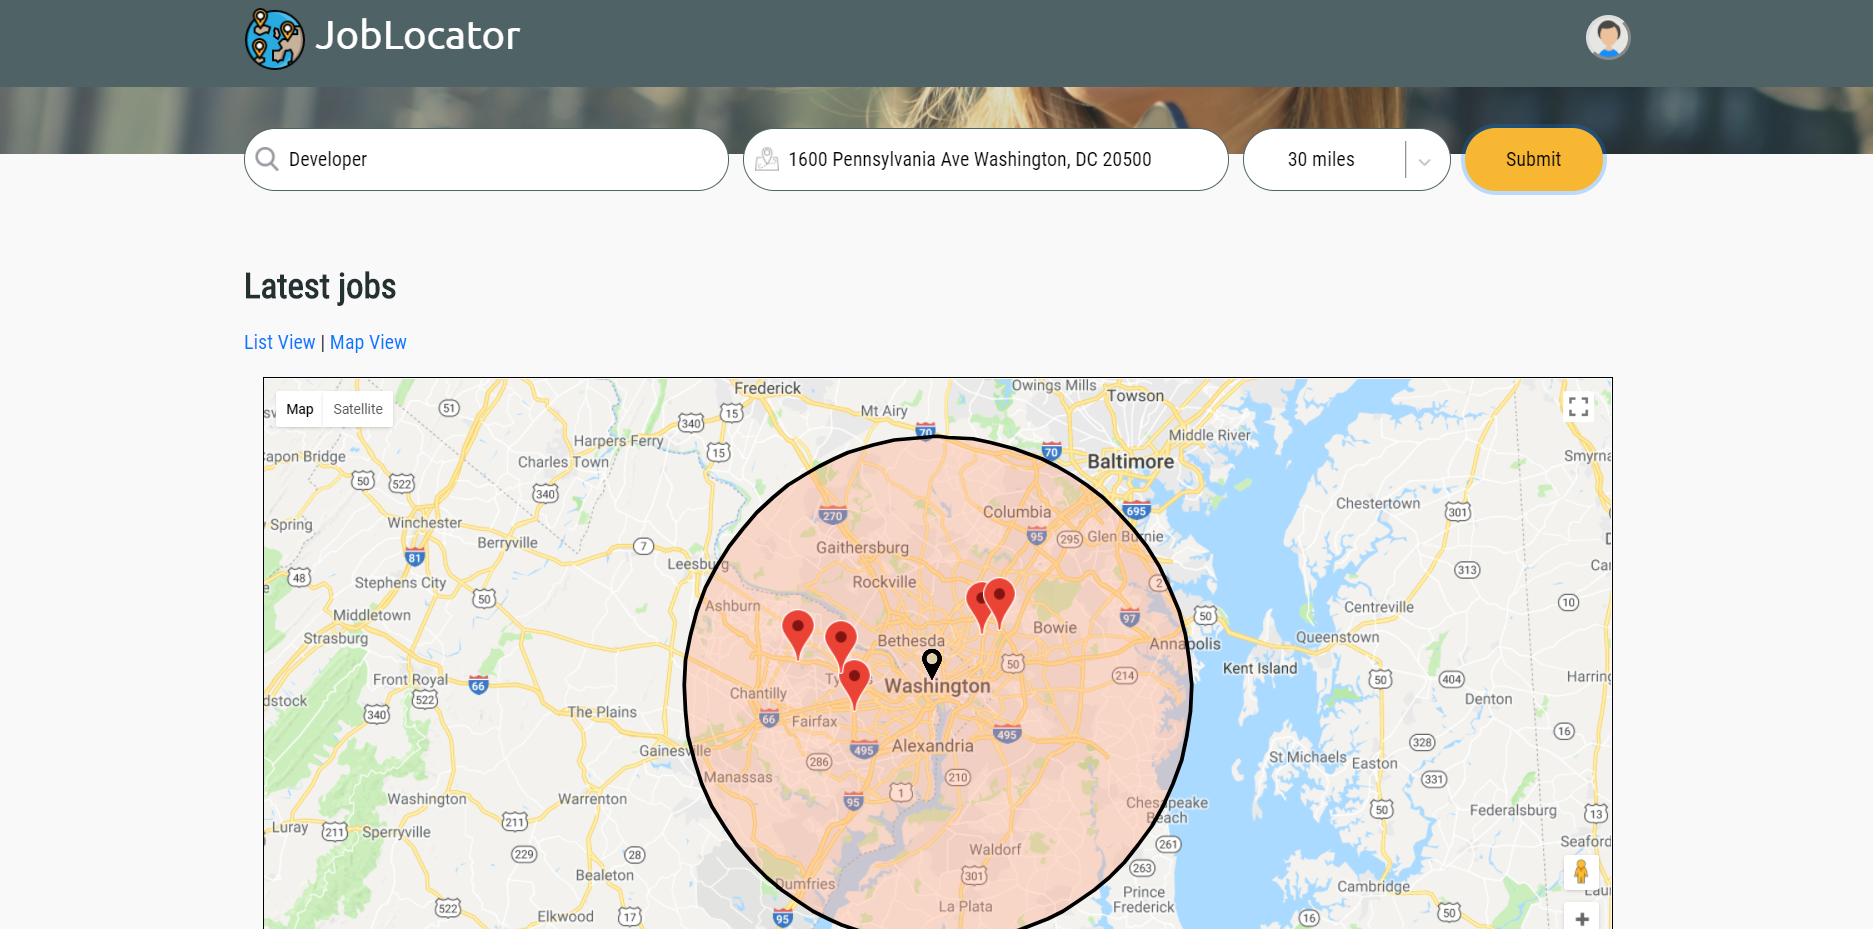 JobLocator
Developer
1600 Pennsylvania Ave Washington, DC 20500
30 miles
Submit
Latest jobs
List View | Map View
Map
Satellite
Frederick
Owings Mills
Towson
51
15
340
Mt Airy
70
Middle River
Harpers Ferry
15
70
Baltimore
apon Bridge
Charles Town
Smyrna
50
522
340
Chestertown
301
Spring
Winchester
270
Columbia
695
Berryville
7
95
295
Glen Burnie
81
Gaithersburg
Leesburg
48
Stephens City
50
Rockville
2
313
Ashburn
Middletown
Strasburg
97
50
Centreville
10
Bowie
Bethesda
Annapolis
Queenstown
Kent Island
50
214
50
404
Front Royal
66
522
Washington
Chantilly
Harring
dstock
340
The Plains
66
Fairfax
Denton
16
495
495
Gainesville
Alexandria
328
286
St Michaels
Easton
Manassas
210
331
Washington
Warrenton
95
1
Chesapeake
Beach
50
Federalsburg
13
Luray
211
Sperryville
211
Seaford
229
28
Waldorf
261
263
301
Bealeton
Dumfries
Prince
Frederick
Cambridge
522
Elkwood
17
95
La Plata
16
50